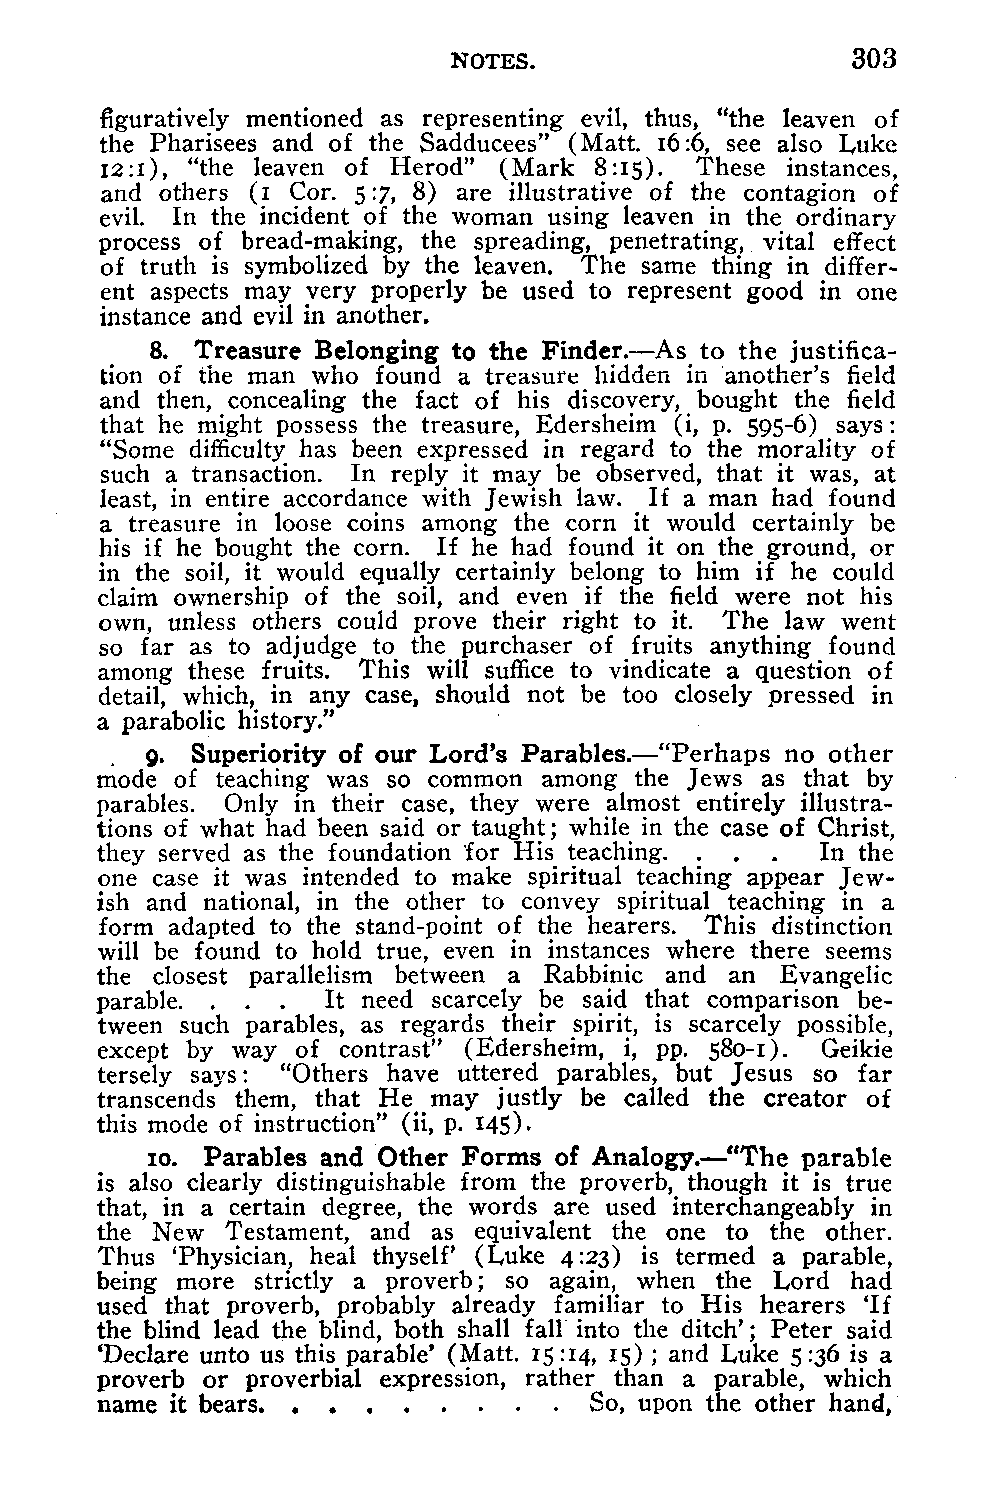 NOTES. 303
figuratively mentioned as representing evil, thus, “the leaven of
the Pharisees and of the Sadducees” (Matt. 16:6, see also Luke
12:1), “the leaven of Herod” (Mark 8:15). These instances,
and others (1 Cor. 5:7, 8) are illustrative of the contagion of
evil. In the incident of the woman using leaven in the ordinary
process of bread-making, the spreading, penetrating, vital effect
of truth is symbolized by the leaven. The same thing in differ-
ent aspects may very properly be used to represent good in one
instance and evil in another.
8. Treasure Belonging to the Finder.—As to the justifica-
tion of the man who found a treasure hidden in another’s field
and then, concealing the fact of his discovery, bought the field
that he might possess the treasure, Edersheim (i, p. 595-6) says:
“Some difficulty has been expressed in regard to the morality of
such a transaction. In reply it may be observed, that it was, at
least, in entire accordance with Jewish law. If a man had found
a treasure in loose coins among the corn it would certainly be
his if he bought the corn. If he had found it on the ground, or
in the soil, it would equally certainly belong to him if he could
claim ownership of the soil, and even if the field were not his
own, unless others could prove their right to it. The law went
so far as to adjudge to the purchaser of fruits anything found
among these fruits. This will suffice to vindicate a question of
detail, which, in any case, should not be too closely pressed in
a parabolic history.”
9. Superiority of our Lord’s Parables.—“Perhaps no other
mode of teaching was so common among the Jews as that by
parables. Only in their case, they were almost entirely illustra-
tions of what had been said or taught; while in the case of Christ,
they served as the foundation for His teaching. . . . In the
one case it was intended to make spiritual teaching appear Jew-
ish and national, in the other to convey spiritual teaching in a
form adapted to the stand-point of the hearers. This distinction
will be found to hold true, even in instances where there seems
the closest parallelism between a Rabbinic and an Evangelic
parable. . . . It need scarcely be said that comparison be-
tween such parables, as regards their spirit, is scarcely possible,
except by way of contrast” (Edersheim, i, pp. 580-1). Geikie
tersely says: “Others have uttered parables, but Jesus so far
transcends them, that He may justly be called the creator of
this mode of instruction” (ii, p. 145).
10. Parables and Other Forms of Analogy.—“The parable
is also clearly distinguishable from the proverb, though it is true
that, in a certain degree, the words are used interchangeably in
the New Testament, and as equivalent the one to the other.
Thus ‘Physician, heal thyself’ (Luke 4:23) is termed a parable,
being more strictly a proverb; so again, when the Lord had
used that proverb, probably already familiar to His hearers ‘If
the blind lead the blind, both shall fall into the ditch’; Peter said
‘Declare unto us this parable’ (Matt. 15:14, 15); and Luke 5:36 is a
proverb or proverbial expression, rather than a parable, which
name it bears. . . . . . . . . . So, upon the other hand,